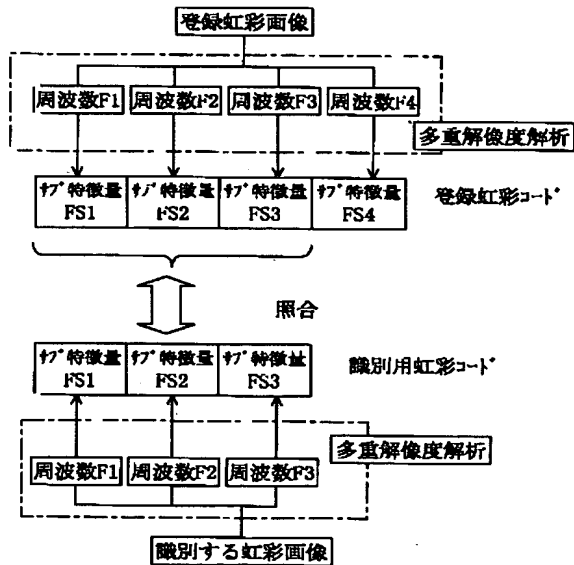 登録虹彩画像
周波数F1 周波数F2 周波数F3 周波数F4
多重解像度解析
ｻﾌﾞ特徴量 ｻﾌﾞ特徴量 ｻﾌﾞ特徴量 ｻﾌﾞ特徴量
FS1 FS2 FS3 FS4
登録虹彩ｺｰﾄﾞ
照合
ｻﾌﾞ特徴量 ｻﾌﾞ特徴量 ｻﾌﾞ特徴量
FS1 FS2 FS3
識別用虹彩ｺｰﾄﾞ
多重解像度解析
周波数F1 周波数F2 周波数F3
識別する虹彩画像